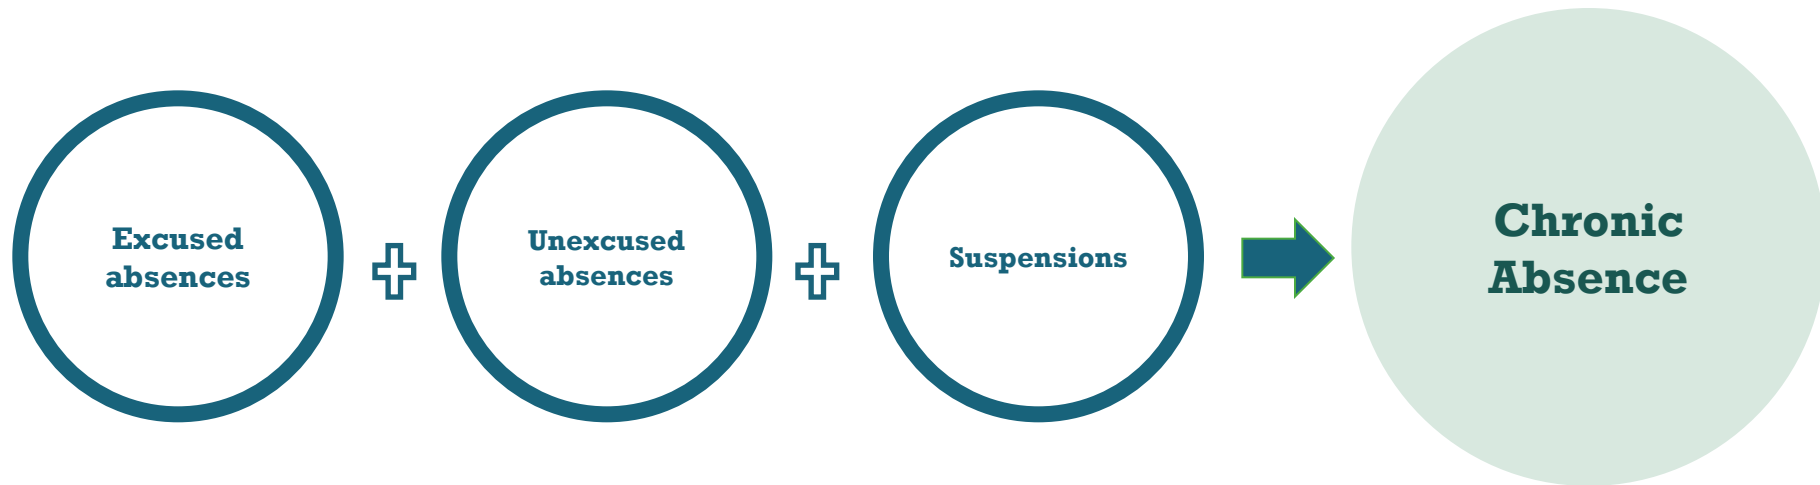 Excused
absences
Unexcused
absences
Suspensions
Chronic
Absence